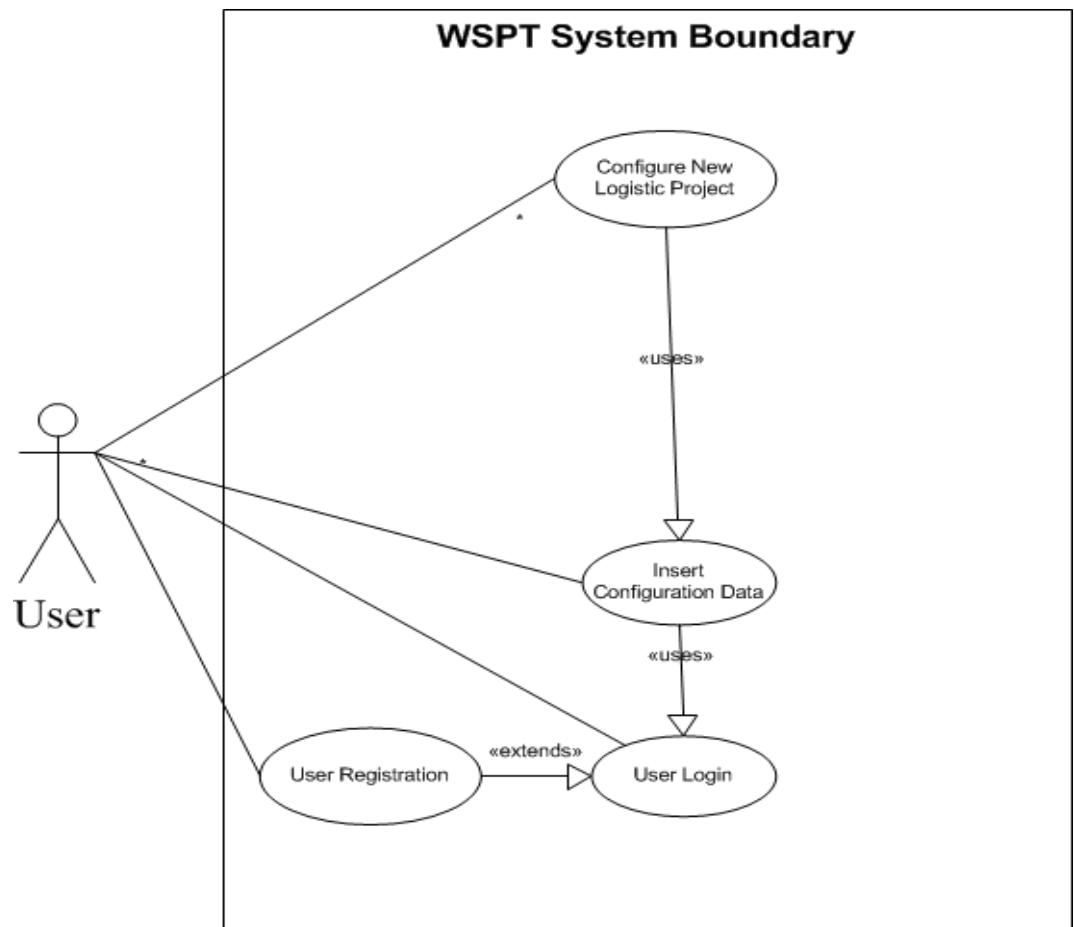 WSPT System Boundary
Configure New
Logistic Project
*
«uses»
*
Insert
Configuration Data
User
«uses»
«extends»
User Registration
User Login